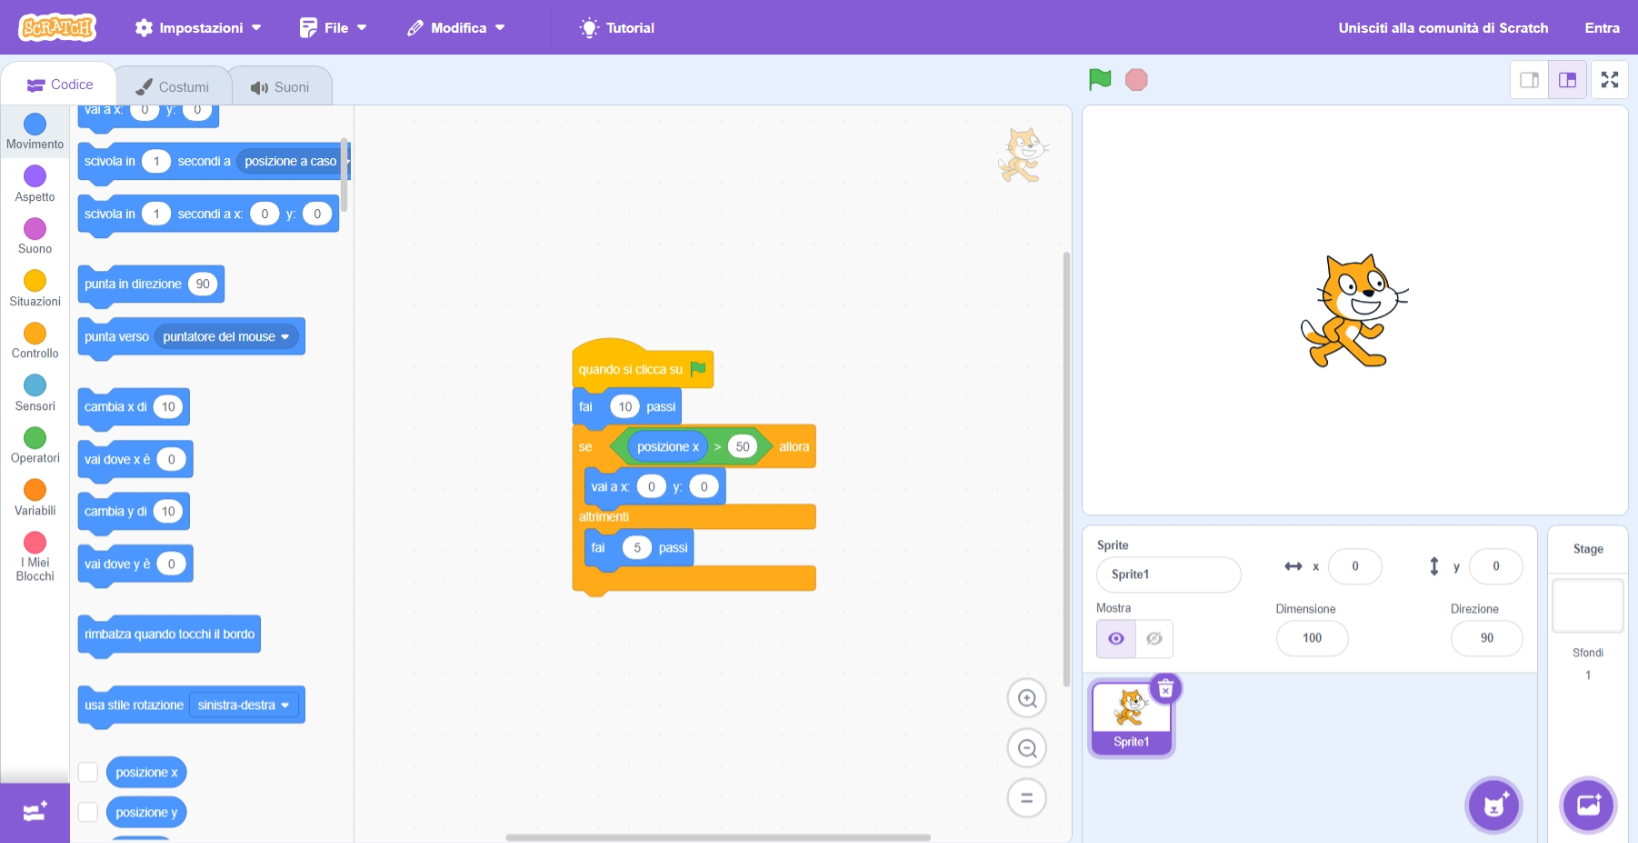 SCRATCH
Impostazioni
File
Modifica
Tutorial
Unisciti alla comunità di Scratch
Entra
Codice
Costumi
Suoni
Movimento
Aspetto
Suono
Situazioni
Controllo
Sensori
Operatori
Variabili
I Miei
Blocchi
vai a x: 0 y: 0
scivola in 1 secondi a posizione a caso
scivola in 1 secondi a x: 0 y: 0
punta in direzione 90
punta verso puntatore del mouse
cambia x di 10
vai dove x è 0
cambia y di 10
vai dove y è 0
rimbalza quando tocchi il bordo
usa stile rotazione sinistra-destra
posizione x
posizione y
quando si clicca su
fai 10 passi
se posizione x > 50 allora
vai a x: 0 y: 0
altrimenti
fai 5 passi
Sprite
Sprite1
x 0
y 0
Mostra
Dimensione
100
Direzione
90
Sprite1
Stage
Sfondi
1